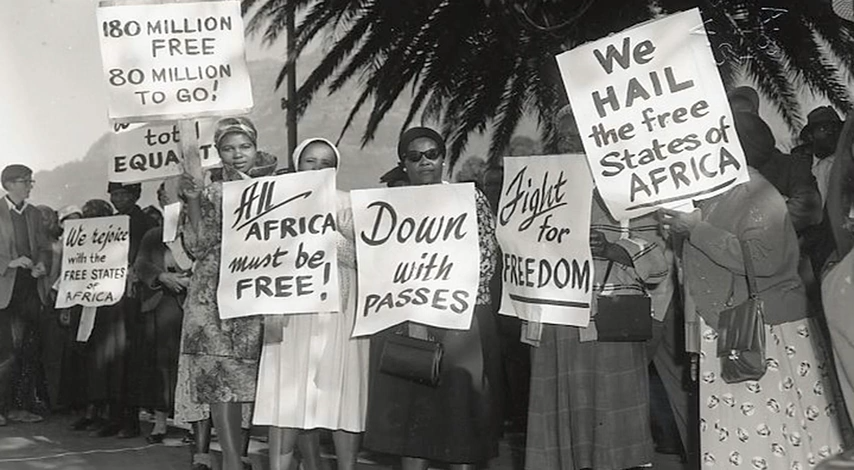 180 MILLION
FREE
80 MILLION
TO GO!
EQUA
We rejoice
with the
FREE STATES
OF
AFRICA.
All
AFRICA
must be
FREE!
Down
with
PASSES
Fight
for
FREEDOM
We
HAIL
the free
States of
AFRICA